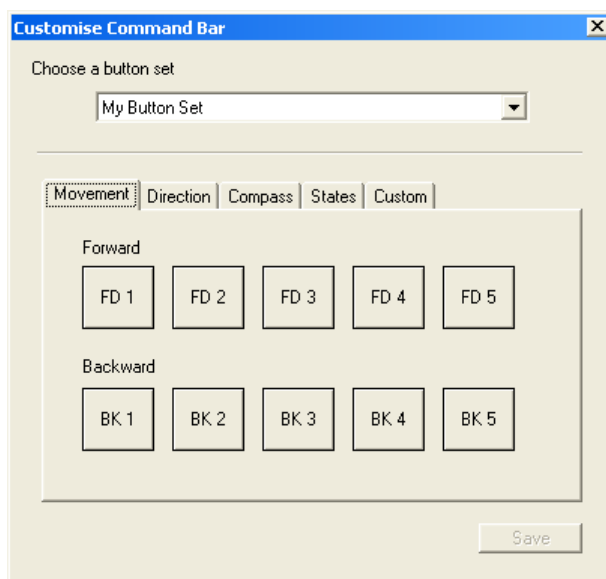 Customise Command Bar
Choose a button set
My Button Set
Movement Direction Compass States Custom
Forward
FD 1 FD 2 FD 3 FD 4 FD 5
Backward
BK 1 BK 2 BK 3 BK 4 BK 5
Save